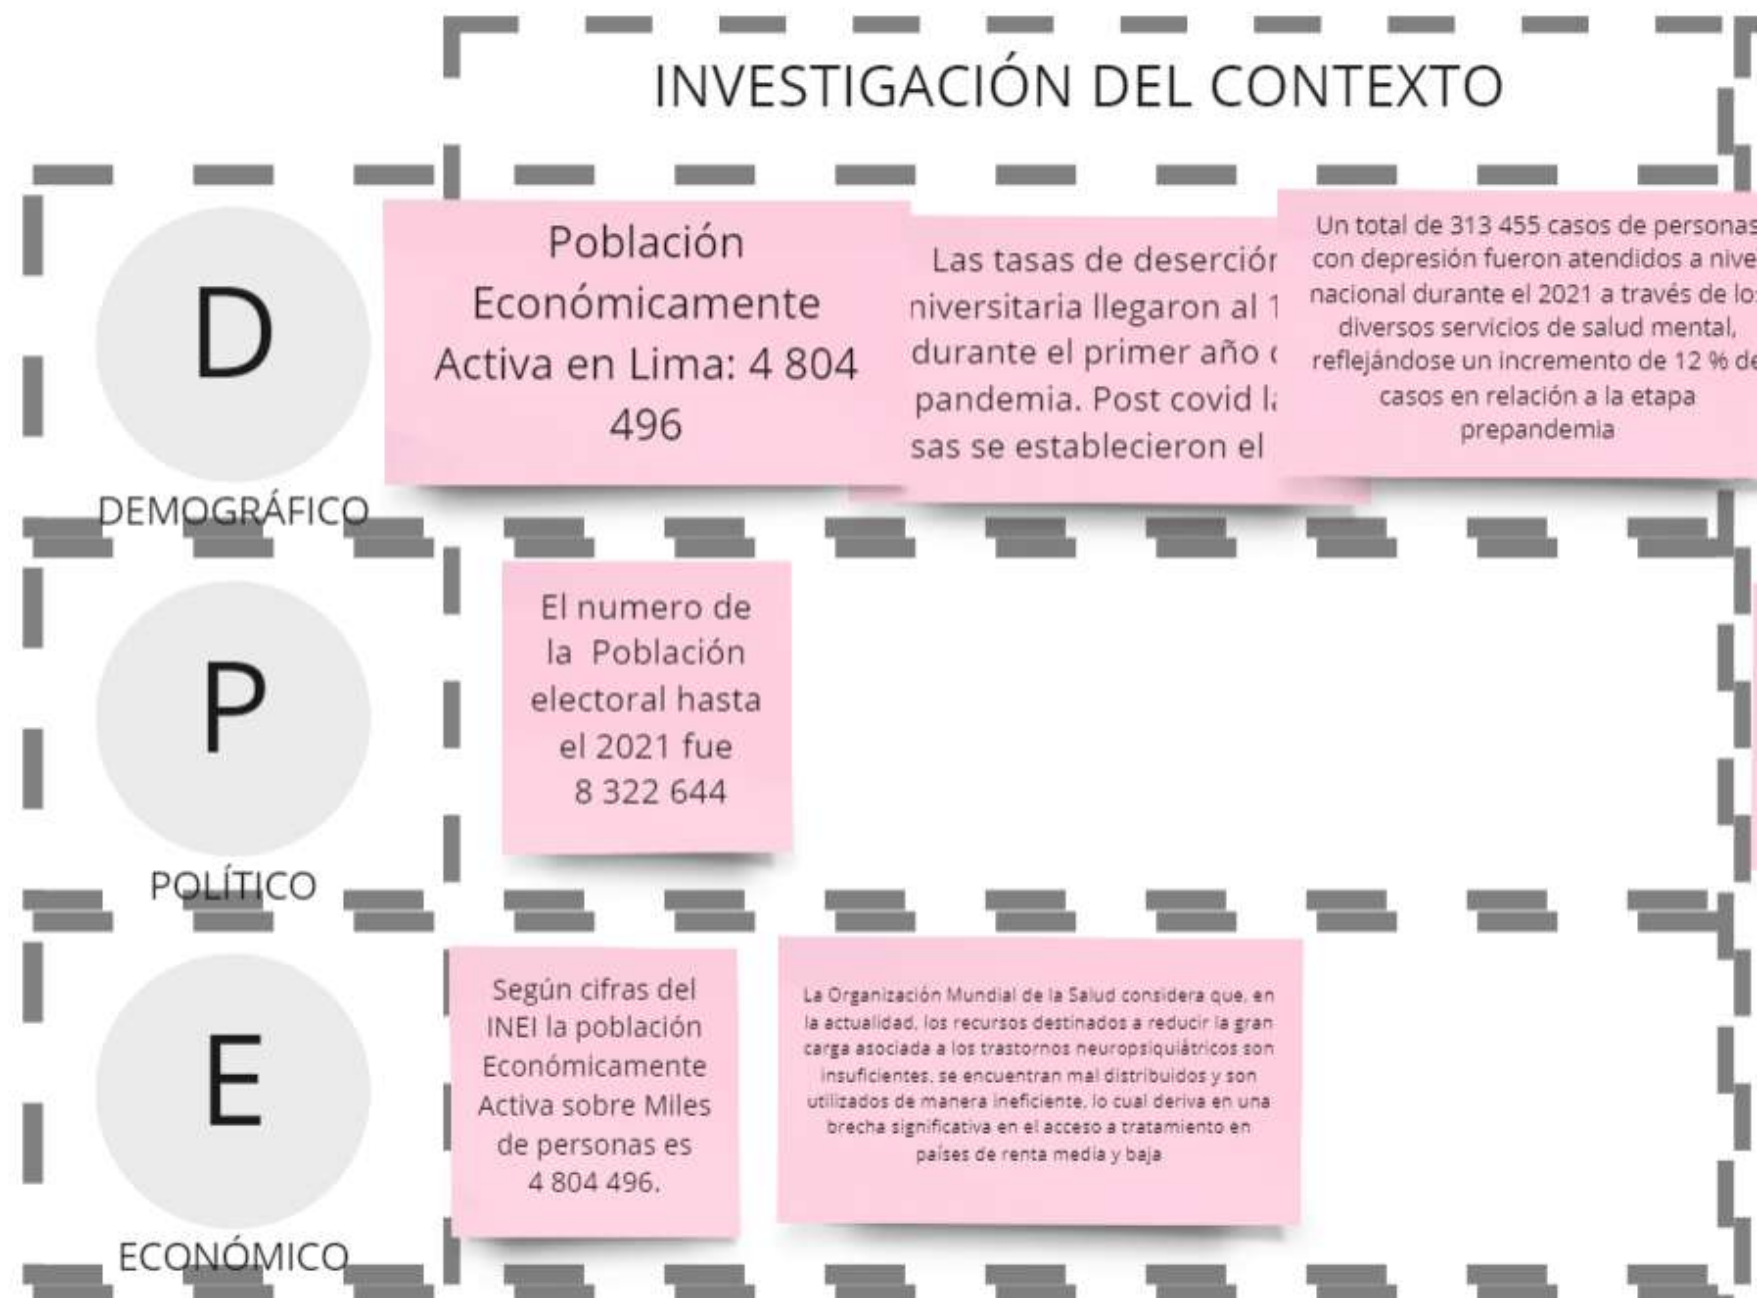 INVESTIGACIÓN DEL CONTEXTO
D
DEMOGRÁFICO
Población
Económicamente
Activa en Lima: 4 804
496
Las tasas de
llegaron al
durante el primer año
pandemia. Post covid
se establecieron el
Un total de 313 455 casos de personas
con depresión fueron atendidos a
nacional durante el 2021 a través de
diversos servicios de salud mental,
reflejándose un incremento de 12 % de
casos en relación a la etapa
prepandemia
P
POLÍTICO
El numero de
la Población
electoral hasta
el 2021 fue
8 322 644
E
ECONÓMICO
Según cifras del
INEI la población
Económicamente
Activa sobre Miles
de personas es
4 804 496.
La Organización Mundial de la Salud considera que, en
la actualidad, los recursos destinados a reducir la gran
carga asociada a los trastornos neuropsiquiátricos son
insuficientes, se encuentran mal distribuidos y son
utilizados de manera ineficiente, lo cual deriva en una
brecha significativa en el acceso a tratamiento en
países de renta media y baja